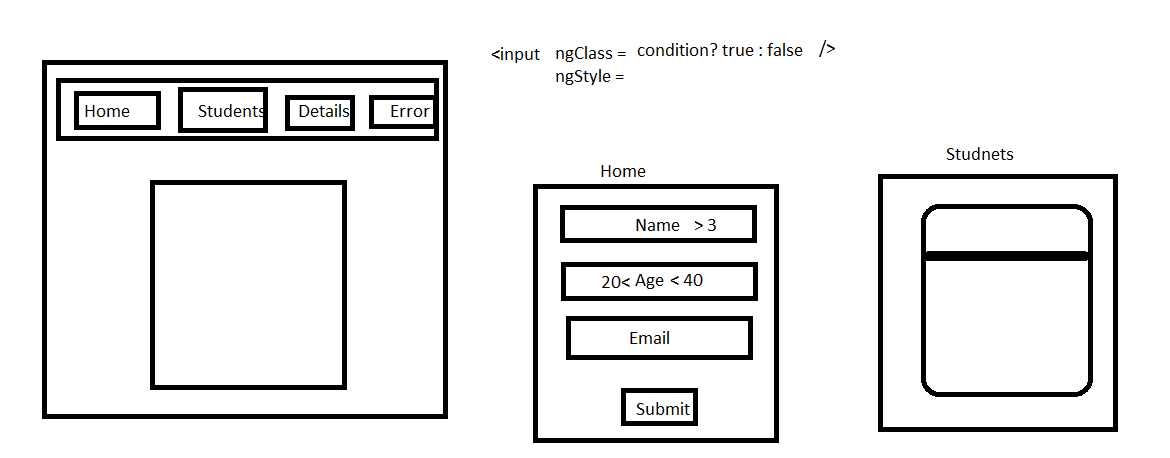 <input ngClass = condition? true : false />
ngStyle =
Home Students Details Error
Home
Name > 3
20< Age < 40
Email
Submit
Studnets